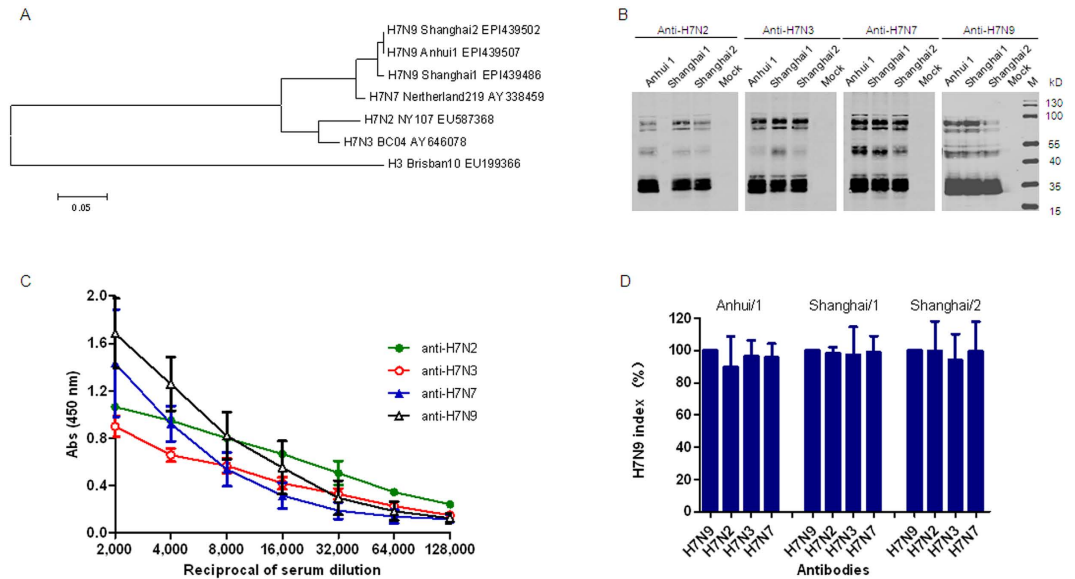 A
H7N9 Shanghai2 EPI439502
H7N9 Anhui1 EPI439507
H7N9 Shanghai1 EPI439486
H7N7 Nertherland219 AY338459
H7N2 NY107 EU587368
H7N3 BC04 AY646078
H3 Brisban10 EU199366
0.05
B
Anti-H7N2 Anti-H7N3 Anti-H7N7 Anti-H7N9
Anhui 1 Shanghai 1 Shanghai 2 Mock Anhui 1 Shanghai 1 Shanghai 2 Mock Anhui 1 Shanghai 1 Shanghai 2 Mock Anhui 1 Shanghai 1 Shanghai 2 Mock M
kD
130
100
55
40
35
15
C
2.0
1.6
1.2
0.8
0.4
0.0
Abs (450 nm)
anti-H7N2
anti-H7N3
anti-H7N7
anti-H7N9
2,000 4,000 8,000 16,000 32,000 64,000 128,000
Reciprocal of serum dilution
D
Anhui/1 Shanghai/1 Shanghai/2
120
100
80
60
40
20
0
H7N9 index (%)
H7N9 H7N2 H7N3 H7N7 H7N9 H7N2 H7N3 H7N7 H7N9 H7N2 H7N3 H7N7
Antibodies